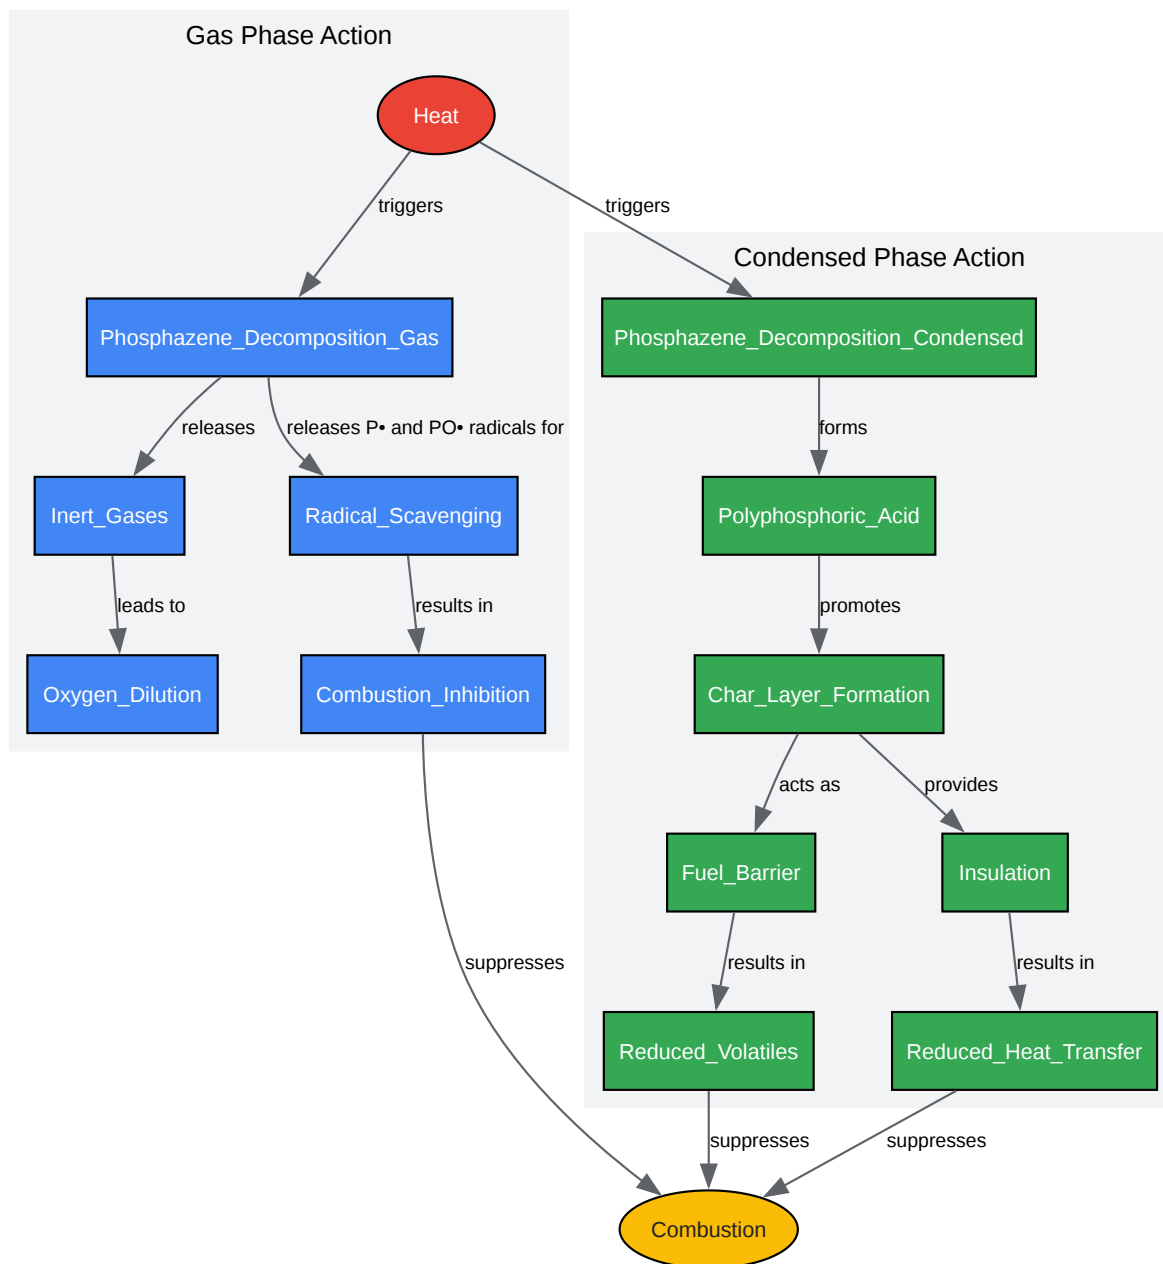 Gas Phase Action
Heat
triggers
triggers
Condensed Phase Action
Phosphazene_Decomposition_Gas
Phosphazene_Decomposition_Condensed
releases
releases P• and PO• radicals for
forms
Inert_Gases
Radical_Scavenging
Polyphosphoric_Acid
leads to
results in
promotes
Oxygen_Dilution
Combustion_Inhibition
Char_Layer_Formation
acts as
provides
Fuel_Barrier
Insulation
suppresses
results in
results in
Reduced_Volatiles
Reduced_Heat_Transfer
suppresses
suppresses
Combustion